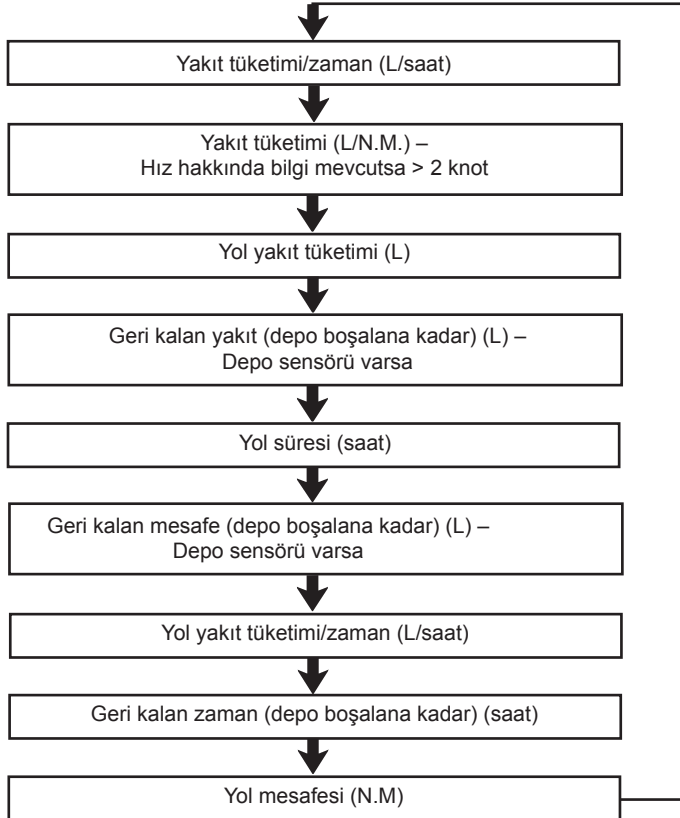 Yakıt tüketimi/zaman (L/saat)
Yakıt tüketimi (L/N.M.) –
Hız hakkında bilgi mevcutsa > 2 knot
Yol yakıt tüketimi (L)
Geri kalan yakıt (depo boşalana kadar) (L) –
Depo sensörü varsa
Yol süresi (saat)
Geri kalan mesafe (depo boşalana kadar) (L) –
Depo sensörü varsa
Yol yakıt tüketimi/zaman (L/saat)
Geri kalan zaman (depo boşalana kadar) (saat)
Yol mesafesi (N.M)